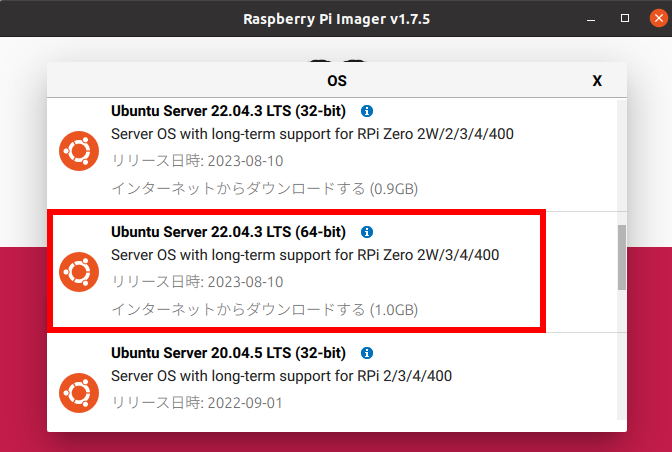 Raspberry Pi Imager v1.7.5
OS
X
Ubuntu Server 22.04.3 LTS (32-bit)
Server OS with long-term support for RPi Zero 2W/2/3/4/400
リリース日時: 2023-08-10
インターネットからダウンロードする (0.9GB)
Ubuntu Server 22.04.3 LTS (64-bit)
Server OS with long-term support for RPi Zero 2W/3/4/400
リリース日時: 2023-08-10
インターネットからダウンロードする (1.0GB)
Ubuntu Server 20.04.5 LTS (32-bit)
Server OS with long-term support for RPi 2/3/4/400
リリース日時: 2022-09-01